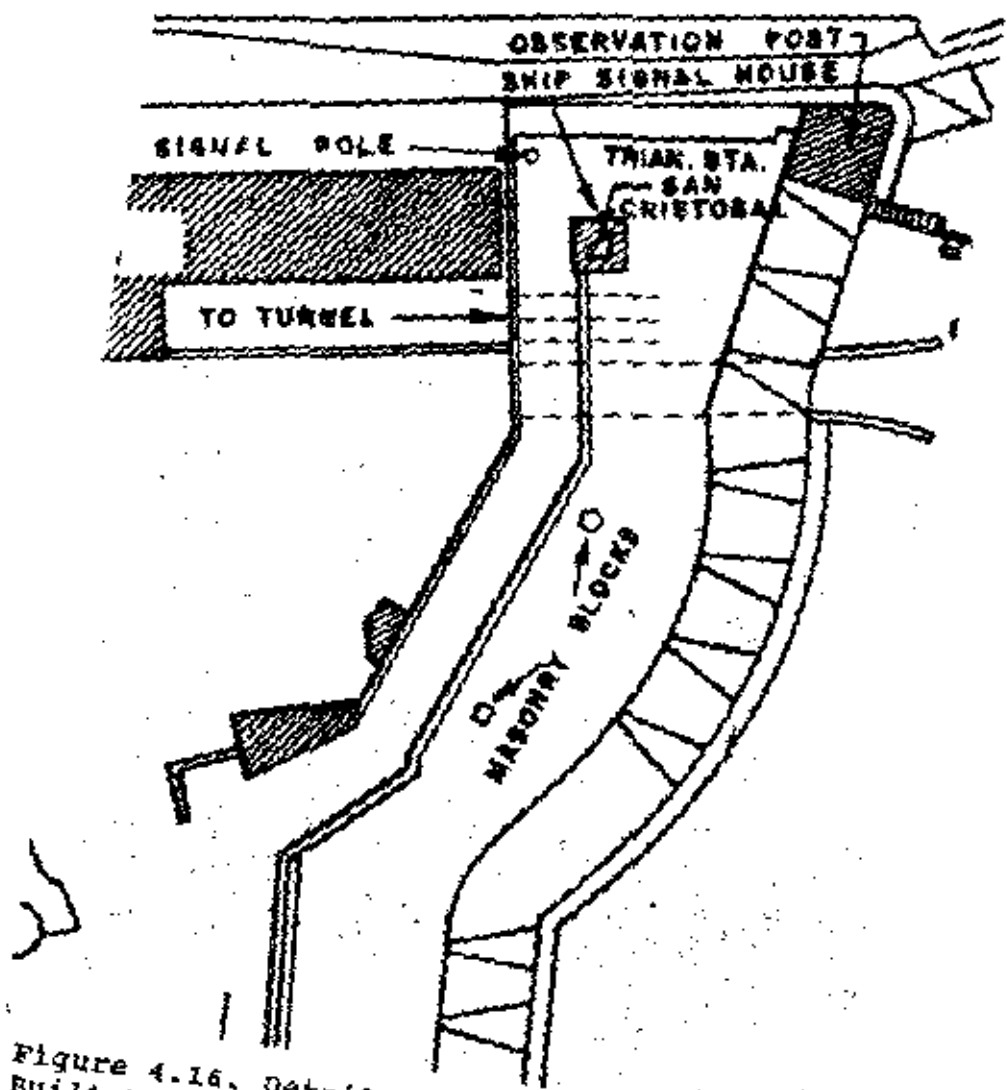 OBSERVATION POST
SHIP SIGNAL HOUSE
SIGNAL POLE
TRIAN. STA.
SAN
CRISTOBAL
TO TUNNEL
MASONRY BLOCKS
Figure 4.16.